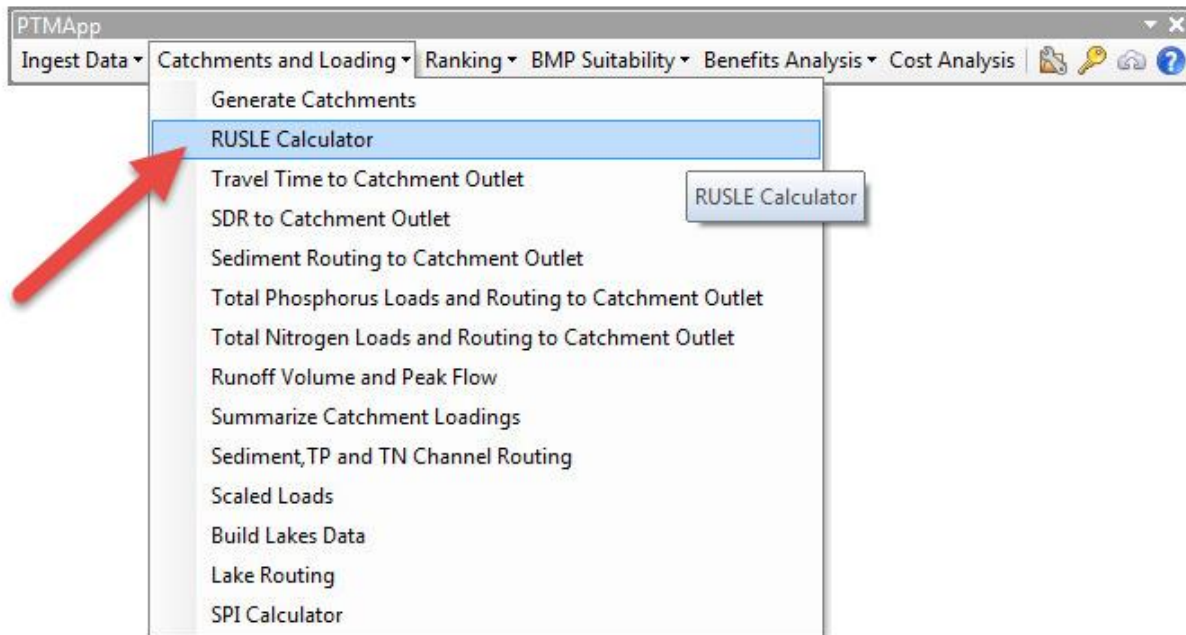 PTMApp
Ingest Data Catchments and Loading Ranking BMP Suitability Benefits Analysis Cost Analysis
Generate Catchments
RUSLE Calculator
Travel Time to Catchment Outlet
RUSLE Calculator
SDR to Catchment Outlet
Sediment Routing to Catchment Outlet
Total Phosphorus Loads and Routing to Catchment Outlet
Total Nitrogen Loads and Routing to Catchment Outlet
Runoff Volume and Peak Flow
Summarize Catchment Loadings
Sediment,TP and TN Channel Routing
Scaled Loads
Build Lakes Data
Lake Routing
SPI Calculator